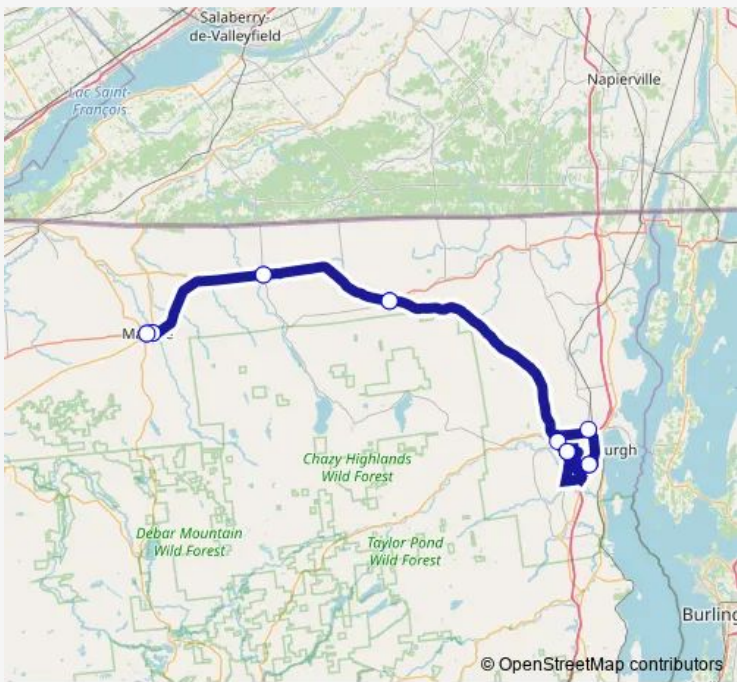 Salaberry-
de-Valleyfield
Napierville
Lac Saint-
François
Ma e
Chazy Highlands
Wild Forest
urgh
Debar Mountain
Wild Forest
Taylor Pond
Wild Forest
Burling
© OpenStreetMap contributors